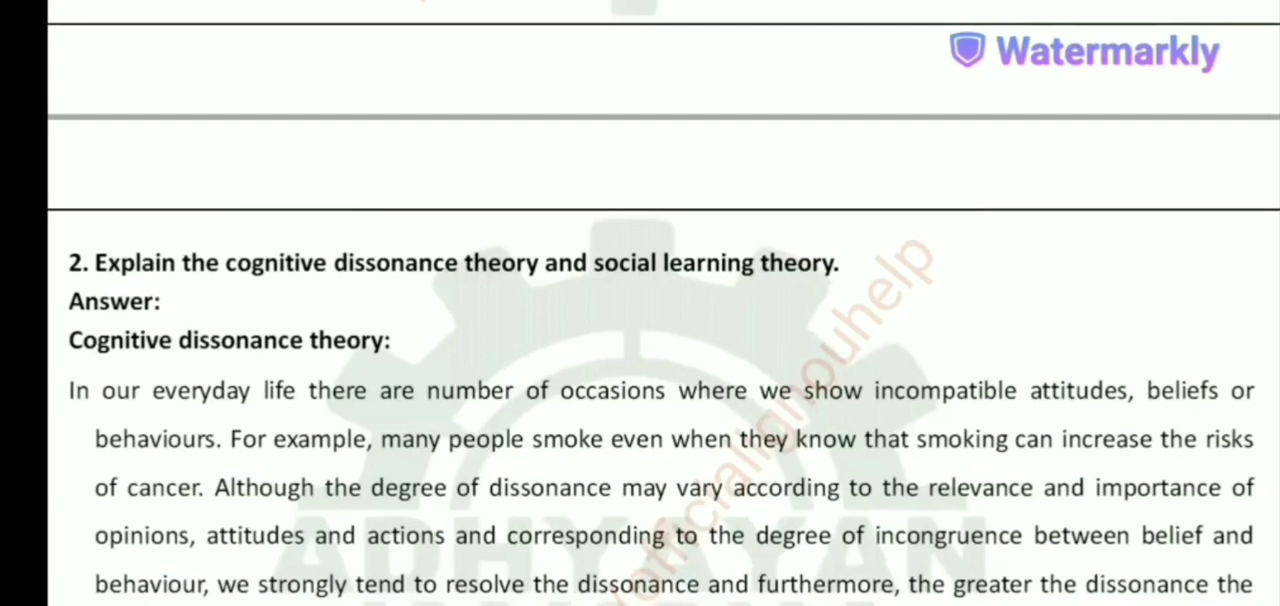 Watermarkly
2. Explain the cognitive dissonance theory and social learning theory.
Answer:
Cognitive dissonance theory:
In our everyday life there are number of occasions where we show incompatible attitudes, beliefs or
behaviours. For example, many people smoke even when they know that smoking can increase the risks
of cancer. Although the degree of dissonance may vary according to the relevance and importance of
opinions, attitudes and actions and corresponding to the degree of incongruence between belief and
behaviour, we strongly tend to resolve the dissonance and furthermore, the greater the dissonance the
officialignouhelp
ADHYAYAN